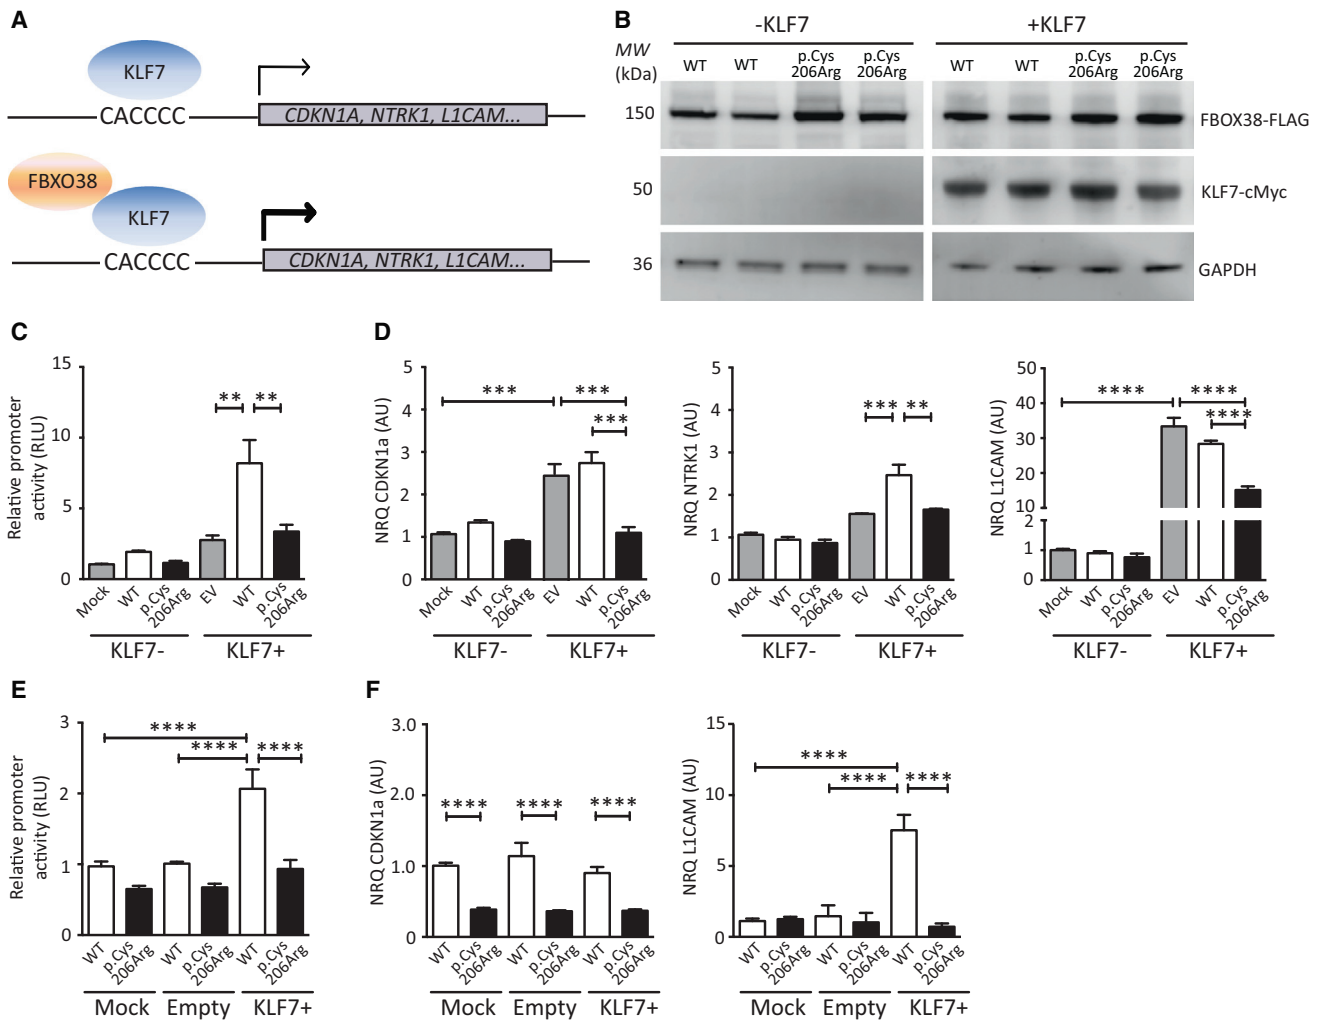 A
KLF7
CACCCC
CDKN1A, NTRK1, L1CAM...
FBXO38
KLF7
CACCCC
CDKN1A, NTRK1, L1CAM...
B
-KLF7
+KLF7
MW
(kDa)
WT
WT
p.Cys
206Arg
p.Cys
206Arg
WT
WT
p.Cys
206Arg
p.Cys
206Arg
150
FBOX38-FLAG
50
KLF7-cMyc
36
GAPDH
C
Relative promoter
activity (RLU)
15
10
5
0
**
**
Mock
WT
p.Cys
206Arg
EV
WT
p.Cys
206Arg
KLF7-
KLF7+
D
NRQ CDKN1a (AU)
5
4
3
2
1
0
***
***
***
Mock
WT
p.Cys
206Arg
EV
WT
p.Cys
206Arg
KLF7-
KLF7+
NRQ NTRK1 (AU)
5
4
3
2
1
0
***
**
Mock
WT
p.Cys
206Arg
EV
WT
p.Cys
206Arg
KLF7-
KLF7+
NRQ L1CAM (AU)
50
40
30
20
10
2
1
0
****
****
****
Mock
WT
p.Cys
206Arg
EV
WT
p.Cys
206Arg
KLF7-
KLF7+
E
Relative promoter
activity (RLU)
3
2
1
0
****
****
****
WT
p.Cys
206Arg
WT
p.Cys
206Arg
WT
p.Cys
206Arg
Mock
Empty
KLF7+
F
NRQ CDKN1a (AU)
3.0
2.0
1.0
0
****
****
****
WT
p.Cys
206Arg
WT
p.Cys
206Arg
WT
p.Cys
206Arg
Mock
Empty
KLF7+
NRQ L1CAM (AU)
15
10
5
0
****
****
****
WT
p.Cys
206Arg
WT
p.Cys
206Arg
WT
p.Cys
206Arg
Mock
Empty
KLF7+